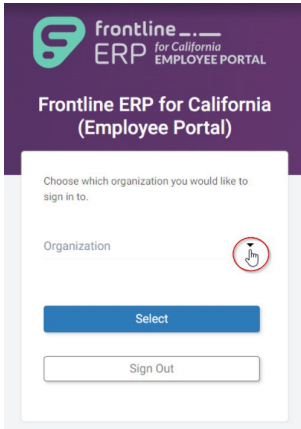 frontline
ERP for California
EMPLOYEE PORTAL
Frontline ERP for California
(Employee Portal)
Choose which organization you would like to
sign in to.
Organization
Select
Sign Out